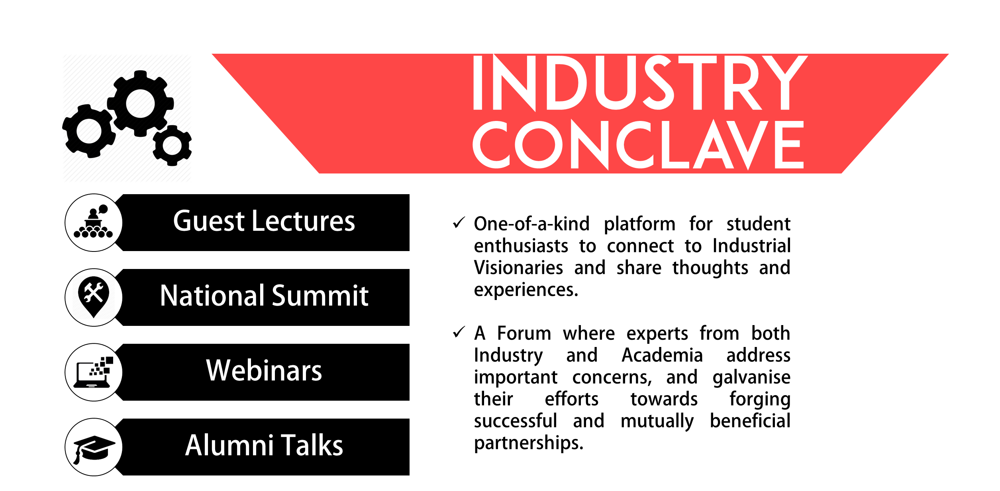 INDUSTRY
CONCLAVE
Guest Lectures
National Summit
Webinars
Alumni Talks
One-of-a-kind platform for student
enthusiasts to connect to Industrial
Visionaries and share thoughts and
experiences.
A Forum where experts from both
Industry and Academia address
important concerns, and galvanise
their efforts towards forging
successful and mutually beneficial
partnerships.